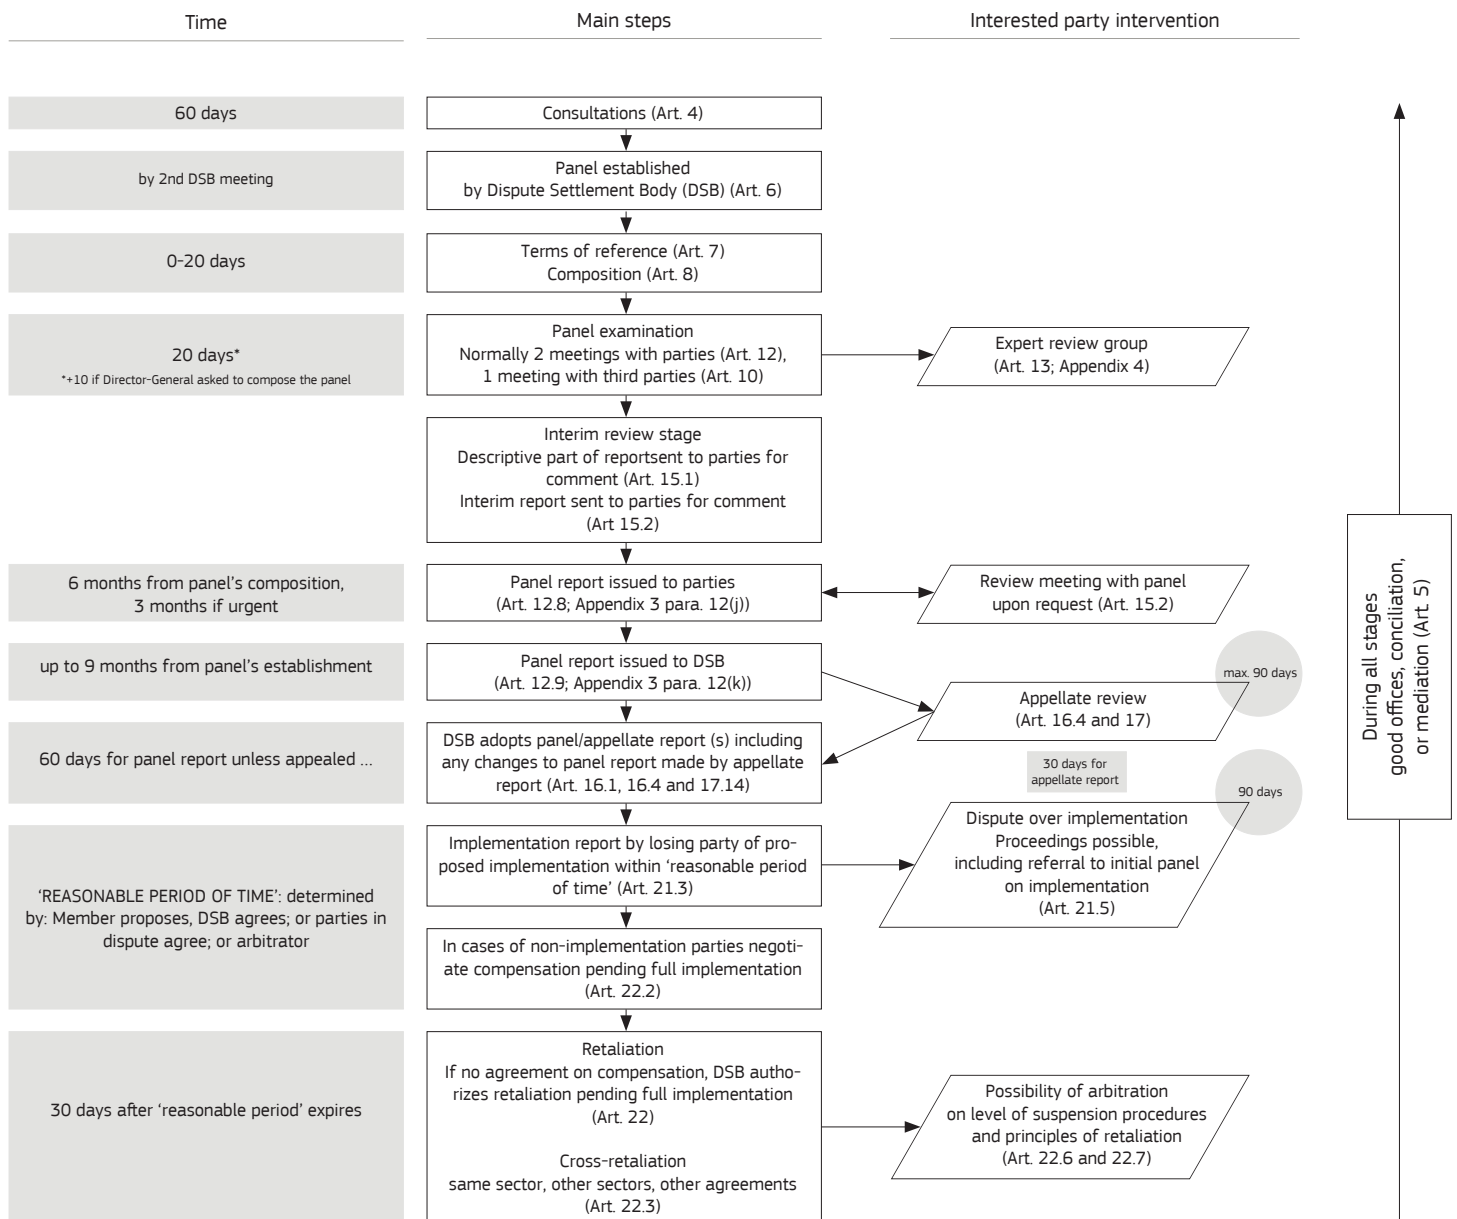 Time
Main steps
Interested party intervention
60 days
Consultations (Art. 4)
by 2nd DSB meeting
Panel established
by Dispute Settlement Body (DSB) (Art. 6)
0-20 days
Terms of reference (Art. 7)
Composition (Art. 8)
20 days*
*+10 if Director-General asked to compose the panel
Panel examination
Normally 2 meetings with parties (Art. 12),
1 meeting with third parties (Art. 10)
Expert review group
(Art. 13; Appendix 4)
Interim review stage
Descriptive part of reportsent to parties for
comment (Art. 15.1)
Interim report sent to parties for comment
(Art 15.2)
6 months from panel's composition,
3 months if urgent
Panel report issued to parties
(Art. 12.8; Appendix 3 para. 12(j))
Review meeting with panel
upon request (Art. 15.2)
up to 9 months from panel's establishment
Panel report issued to DSB
(Art. 12.9; Appendix 3 para. 12(k))
max. 90 days
Appellate review
(Art. 16.4 and 17)
60 days for panel report unless appealed ...
DSB adopts panel/appellate report (s) including
any changes to panel report made by appellate
report (Art. 16.1, 16.4 and 17.14)
30 days for
appellate report
90 days
'REASONABLE PERIOD OF TIME': determined
by: Member proposes, DSB agrees; or parties in
dispute agree; or arbitrator
Implementation report by losing party of pro-
posed implementation within 'reasonable period
of time' (Art. 21.3)
Dispute over implementation
Proceedings possible,
including referral to initial panel
on implementation
(Art. 21.5)
In cases of non-implementation parties negoti-
ate compensation pending full implementation
(Art. 22.2)
30 days after 'reasonable period' expires
Retaliation
If no agreement on compensation, DSB autho-
rizes retaliation pending full implementation
(Art. 22)
Cross-retaliation
same sector, other sectors, other agreements
(Art. 22.3)
Possibility of arbitration
on level of suspension procedures
and principles of retaliation
(Art. 22.6 and 22.7)
During all stages
good offices, conciliation,
or mediation (Art. 5)